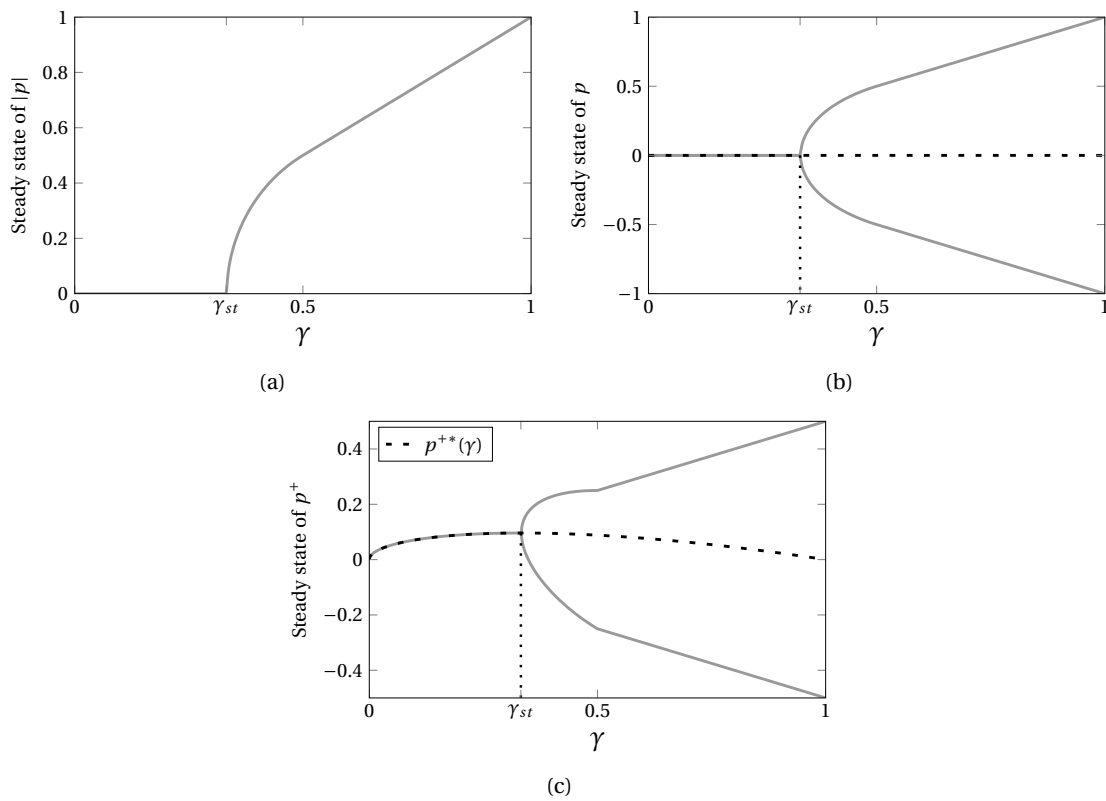 1
0.8
0.6
0.4
0.2
0
Steady state of |p|
0 γst 0.5 1
γ
(a)
1
0.5
0
−0.5
−1
Steady state of p
0 γst 0.5 1
γ
(b)
p+*(γ)
0.4
0.2
0
−0.2
−0.4
Steady state of p+
0 γst 0.5 1
γ
(c)